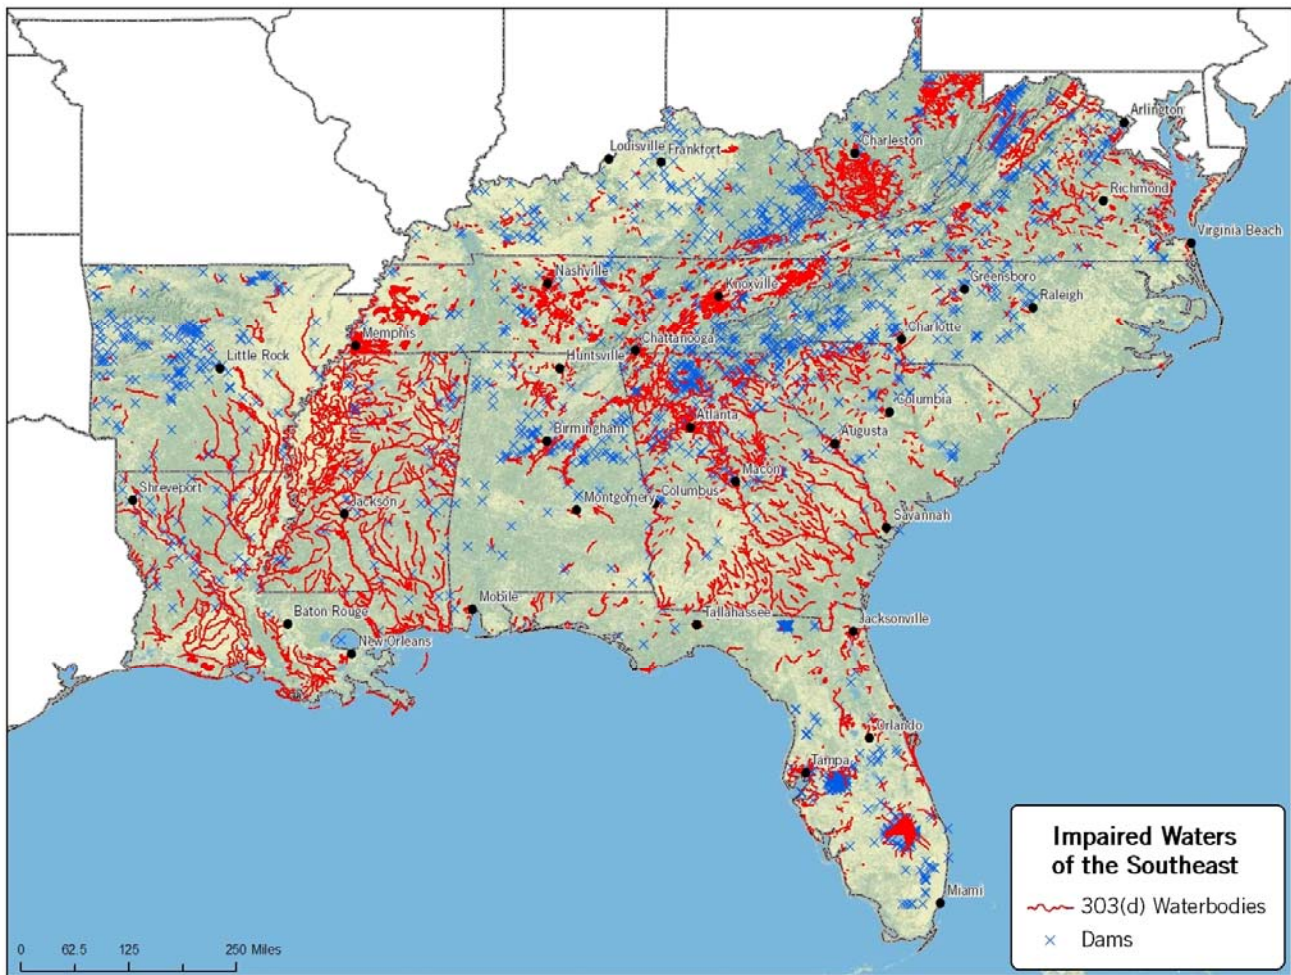 Arlington
Charleston
Louisville
Frankfort
Richmond
Virginia Beach
Nashville
Knoxville
Greensboro
Raleigh
Memphis
Chattanooga
Charlotte
Little Rock
Huntsville
Columbia
Atlanta
Birmingham
Augusta
Macon
Shreveport
Jackson
Montgomery
Columbus
Savannah
Mobile
Baton Rouge
Tallahassee
Jacksonville
New Orleans
Orlando
Tampa
Miami
Impaired Waters
of the Southeast
303(d) Waterbodies
Dams
0 62.5 125 250 Miles